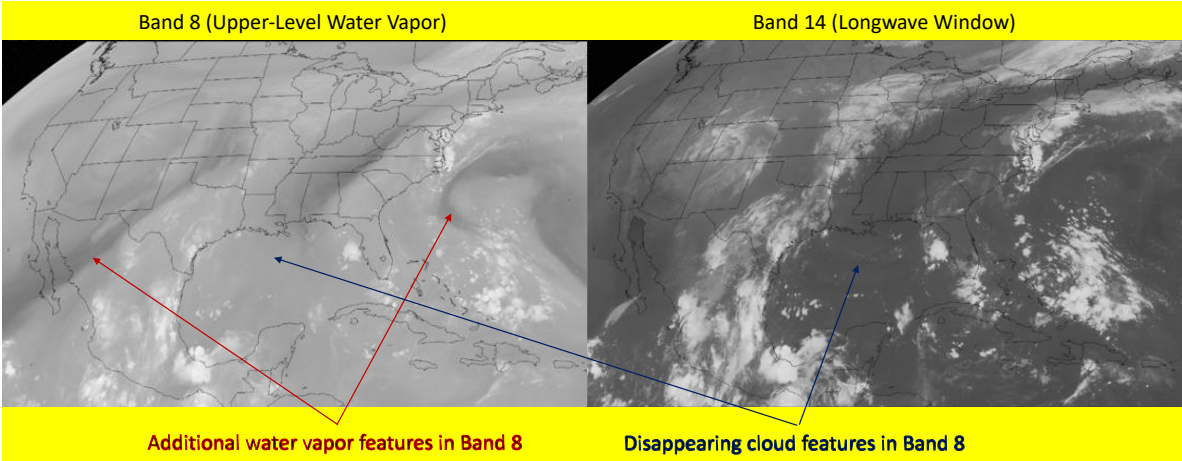 Band 8 (Upper-Level Water Vapor)
Band 14 (Longwave Window)
Additional water vapor features in Band 8
Disappearing cloud features in Band 8